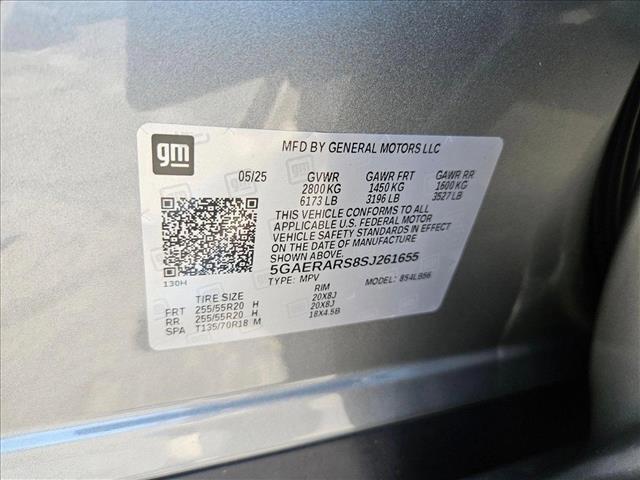 gm
MFD BY GENERAL MOTORS LLC
05/25 GVWR GAWR FRT GAWR RR
2800 KG 1450 KG 1600 KG
6173 LB 3196 LB 3527 LB
THIS VEHICLE CONFORMS TO ALL
APPLICABLE U.S. FEDERAL MOTOR
VEHICLE SAFETY STANDARDS IN EFFECT
ON THE DATE OF MANUFACTURE
SHOWN ABOVE.
5GAERARS8SJ261655
130H TYPE: MPV MODEL: 854LB56
TIRE SIZE RIM
FRT 255/55R20 H 20X8J
RR 255/55R20 H 20X8J
SPA T135/70R18 M 18X4.5B